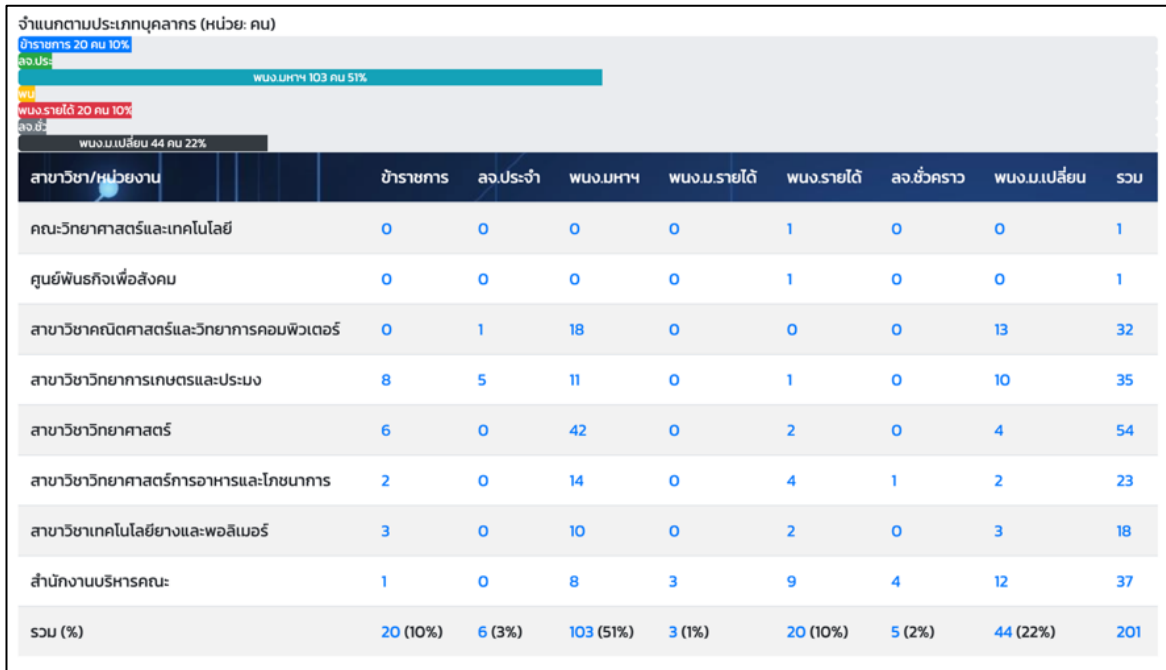 จำแนกตามประเภทบุคลากร (หน่วย: คน)
ข้าราชการ 20 คน 10%
ลจ.ประ
พนง.มหาฯ 103 คน 51%
พน
พนง.รายได้ 20 คน 10%
ลจ.ชั่ว
พนง.ม.เปลี่ยน 44 คน 22%
สาขาวิชา/หน่วยงาน ข้าราชการ ลจ.ประจำ พนง.มหาฯ พนง.ม.รายได้ พนง.รายได้ ลจ.ชั่วคราว พนง.ม.เปลี่ยน รวม
คณะวิทยาศาสตร์และเทคโนโลยี 0 0 0 0 1 0 0 1
ศูนย์พันธกิจเพื่อสังคม 0 0 0 0 1 0 0 1
สาขาวิชาคณิตศาสตร์และวิทยาการคอมพิวเตอร์ 0 1 18 0 0 0 13 32
สาขาวิชาวิทยาการเกษตรและประมง 8 5 11 0 1 0 10 35
สาขาวิชาวิทยาศาสตร์ 6 0 42 0 2 0 4 54
สาขาวิชาวิทยาศาสตร์การอาหารและโภชนาการ 2 0 14 0 4 1 2 23
สาขาวิชาเทคโนโลยียางและพอลิเมอร์ 3 0 10 0 2 0 3 18
สำนักงานบริหารคณะ 1 0 8 3 9 4 12 37
รวม (%) 20 (10%) 6 (3%) 103 (51%) 3 (1%) 20 (10%) 5 (2%) 44 (22%) 201